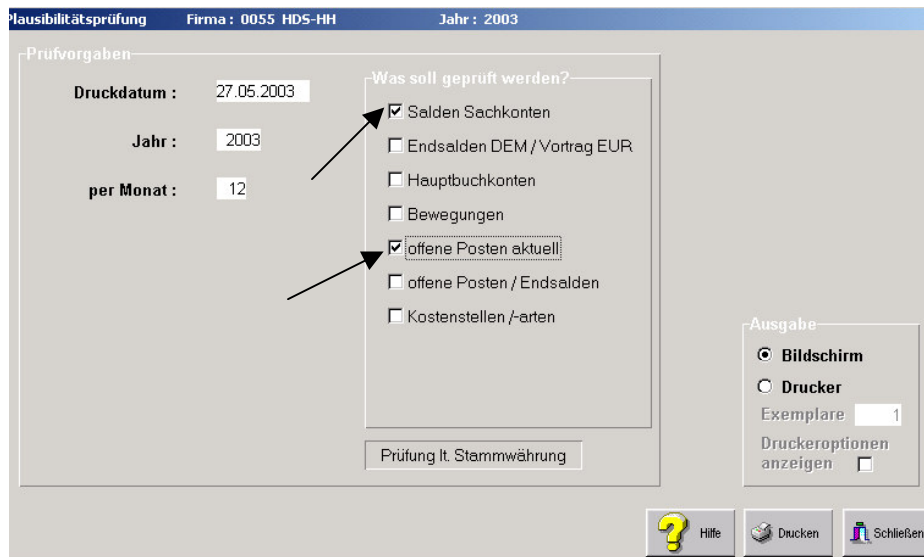 Plausibilitätsprüfung Firma : 0055 HDS-HH Jahr : 2003
Prüfvorgaben
Druckdatum : 27.05.2003
Jahr : 2003
per Monat : 12
Was soll geprüft werden?
Salden Sachkonten
Endsalden DEM / Vortrag EUR
Hauptbuchkonten
Bewegungen
offene Posten aktuell
offene Posten / Endsalden
Kostenstellen /-arten
Prüfung lt. Stammwährung
Ausgabe
Bildschirm
Drucker
Exemplare 1
Druckeroptionen
anzeigen
Hilfe Drucken Schließen